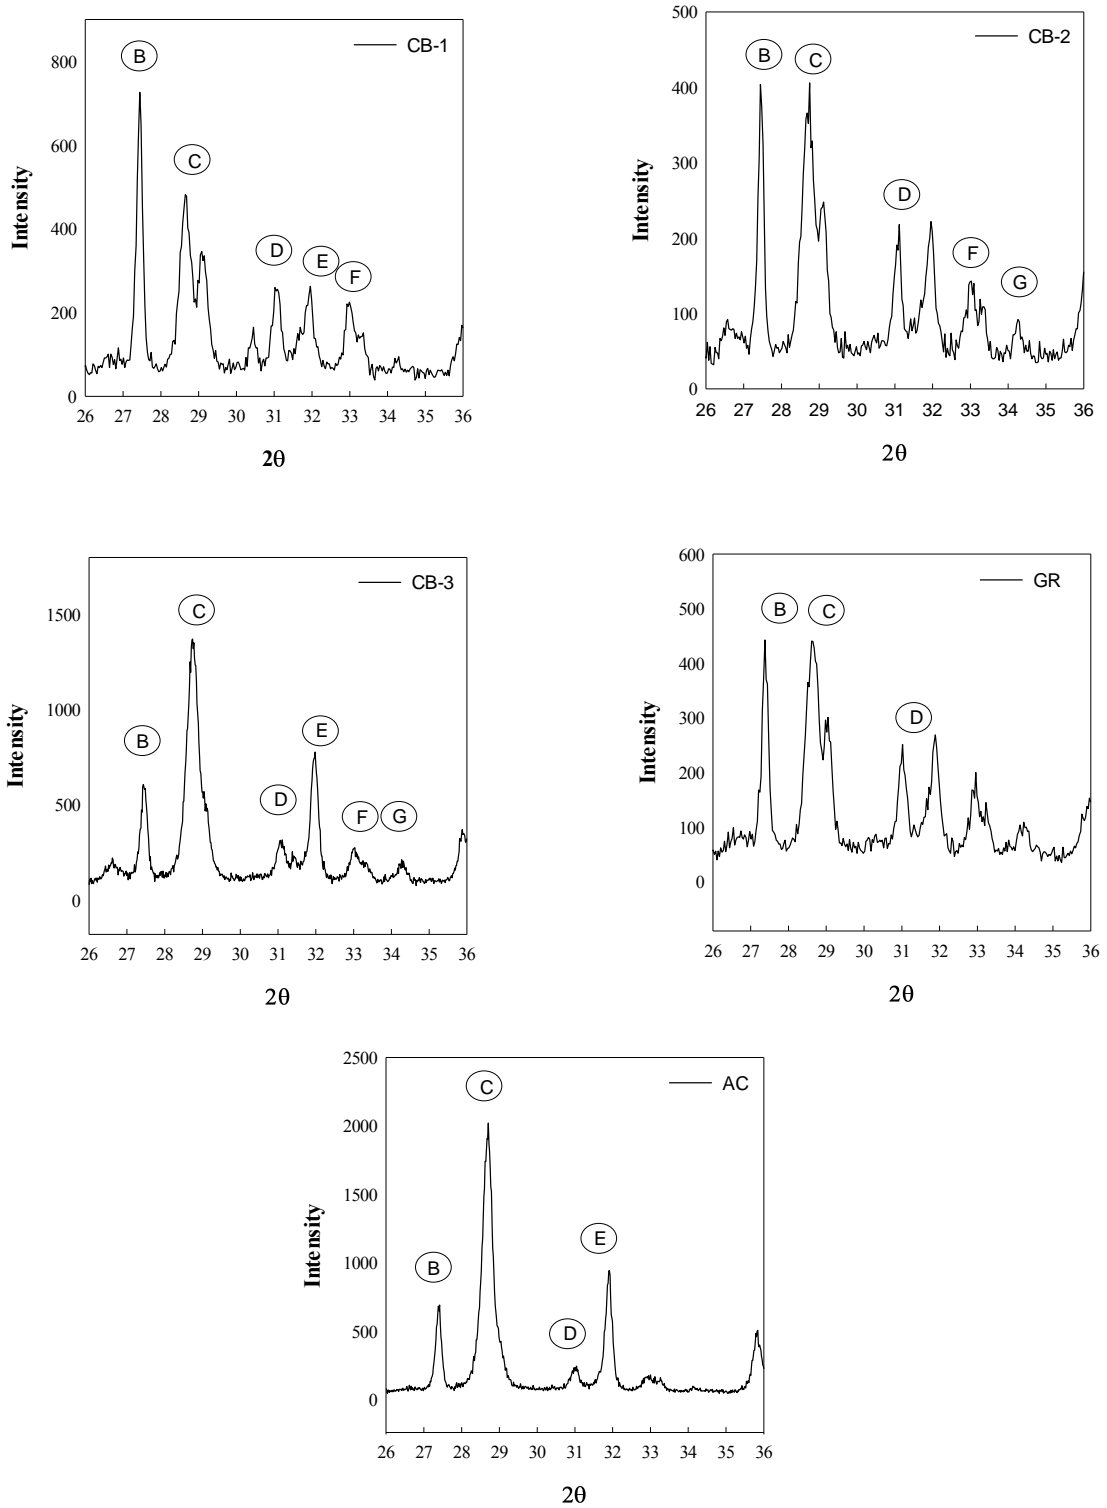 CB-1
B
C
D
E
F
800
600
400
200
0
Intensity
26 27 28 29 30 31 32 33 34 35 36
2θ
CB-2
B
C
D
F
G
500
400
300
200
100
0
Intensity
26 27 28 29 30 31 32 33 34 35 36
2θ
CB-3
C
B
E
D
F
G
1500
1000
500
0
Intensity
26 27 28 29 30 31 32 33 34 35 36
2θ
GR
B
C
D
600
500
400
300
200
100
0
Intensity
26 27 28 29 30 31 32 33 34 35 36
2θ
AC
C
E
B
D
2500
2000
1500
1000
500
0
Intensity
26 27 28 29 30 31 32 33 34 35 36
2θ